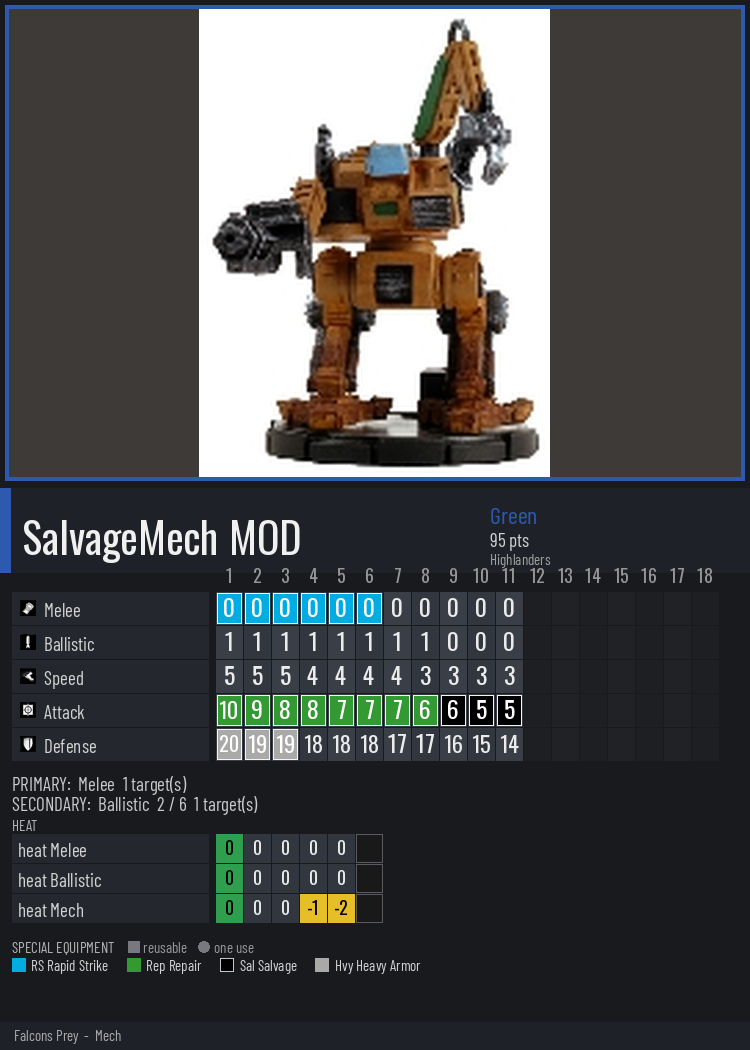 SalvageMech MOD
Green
95 pts
Highlanders
1 2 3 4 5 6 7 8 9 10 11 12 13 14 15 16 17 18
Melee 0 0 0 0 0 0 0 0 0 0 0
Ballistic 1 1 1 1 1 1 1 1 0 0 0
Speed 5 5 5 4 4 4 4 3 3 3 3
Attack 10 9 8 8 7 7 7 6 6 5 5
Defense 20 19 19 18 18 18 17 17 16 15 14
PRIMARY: Melee 1 target(s)
SECONDARY: Ballistic 2 / 6 1 target(s)
HEAT
heat Melee 0 0 0 0 0
heat Ballistic 0 0 0 0 0
heat Mech 0 0 0 -1 -2
SPECIAL EQUIPMENT reusable one use
RS Rapid Strike Rep Repair Sal Salvage Hvy Heavy Armor
Falcons Prey - Mech